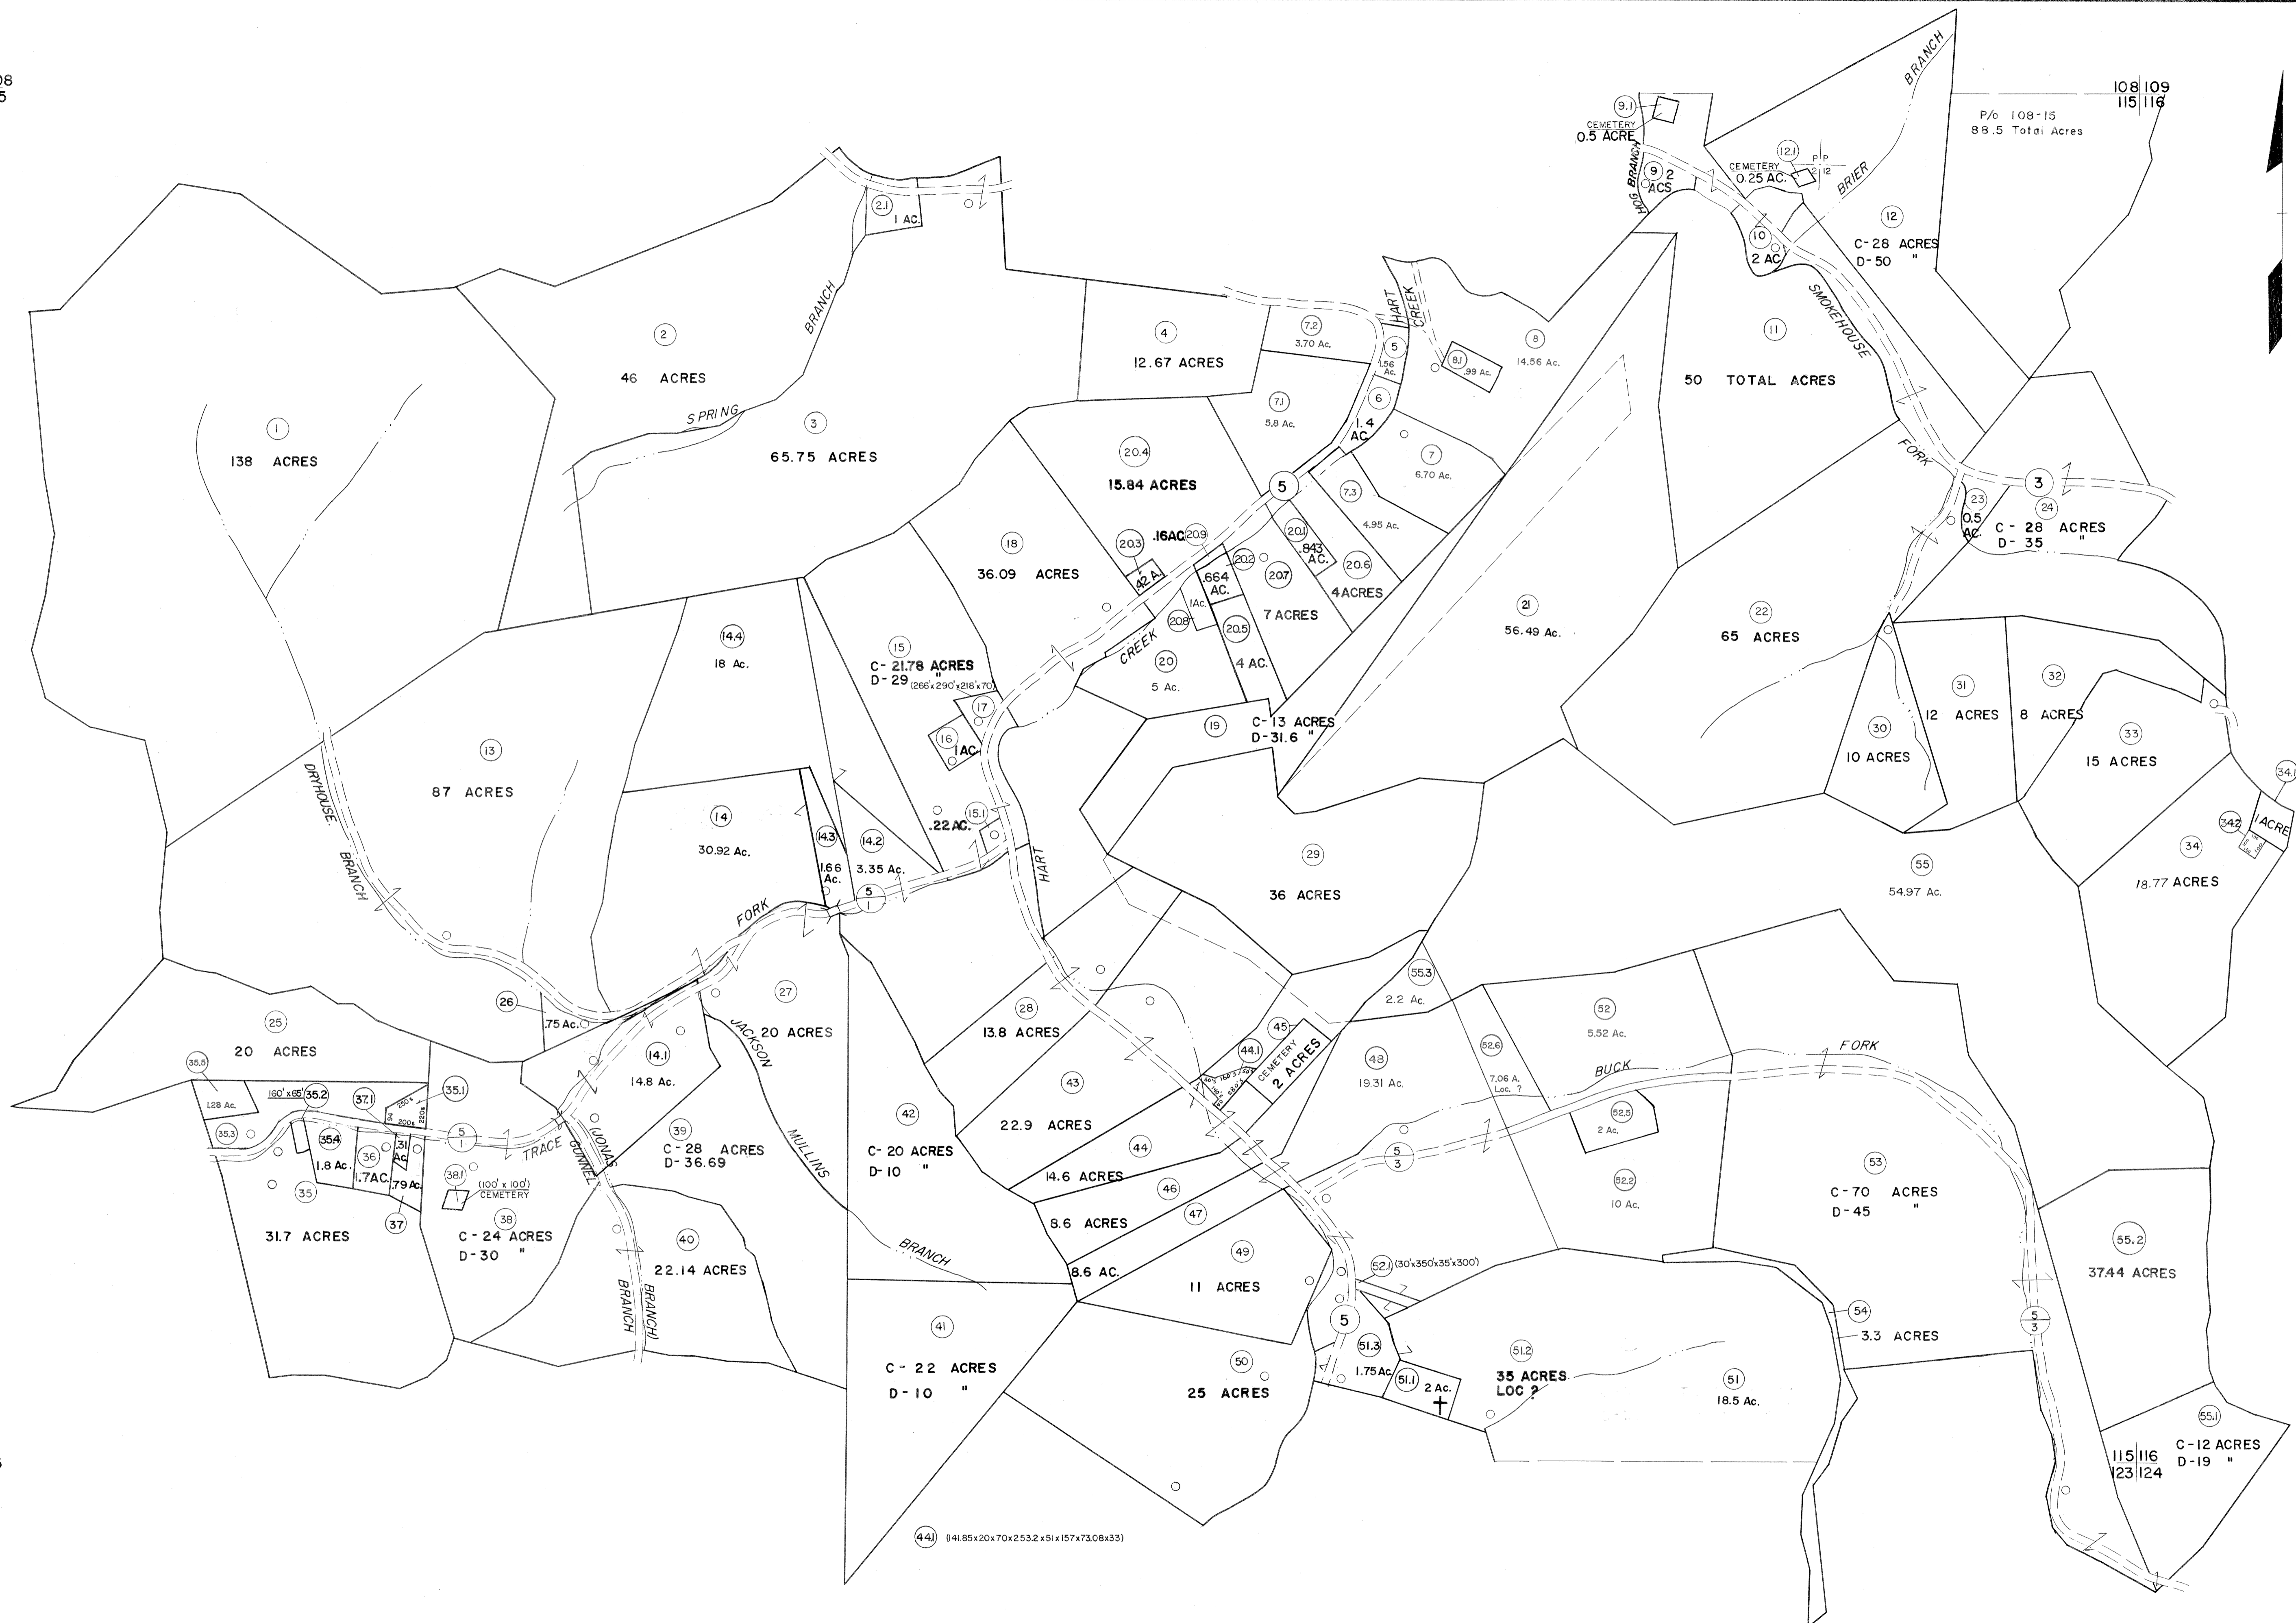 08
5
108 109
115 116
P/o 108-15
88.5 Total Acres
BRANCH
BRIER
9.1
CEMETERY
0.5 ACRE
HOG BRANCH
9
2
ACS
12.1
CEMETERY
0.25 AC.
P P
2 12
10
2 AC.
12
C-28 ACRES
D-50 "
SMOKEHOUSE
FORK
11
50 TOTAL ACRES
2.1
1 AC.
BRANCH
SPRING
1
138 ACRES
2
46 ACRES
3
65.75 ACRES
4
12.67 ACRES
7.2
3.70 Ac.
HART
CREEK
5
1.56
Ac.
6
1.4
AC.
7.1
5.8 Ac.
8.1
.99 Ac.
8
14.56 Ac.
7
6.70 Ac.
7.3
4.95 Ac.
5
20.4
15.84 ACRES
20.3
.42 A.
.16AC.
20.9
20.2
.664
AC.
20.1
.843
AC.
20.6
4 ACRES
20.7
7 ACRES
20.8
1 Ac.
20.5
4 AC.
20
5 Ac.
CREEK
18
36.09 ACRES
19
C-13 ACRES
D-31.6 "
21
56.49 Ac.
22
65 ACRES
3
23
0.5
AC.
24
C - 28 ACRES
D - 35 "
30
10 ACRES
31
12 ACRES
32
8 ACRES
33
15 ACRES
34
18.77 ACRES
34.1
1 ACRE
34.2
13
87 ACRES
14.4
18 Ac.
15
C- 21.78 ACRES
D-29 "
(266'x290'x218'x70')
17
16
1 AC.
15.1
.22 AC.
14
30.92 Ac.
14.3
1.66
Ac.
14.2
3.35 Ac.
5
1
FORK
HART
DRYHOUSE
BRANCH
29
36 ACRES
55
54.97 Ac.
25
20 ACRES
26
.75 Ac.
27
20 ACRES
JACKSON
MULLINS
BRANCH
28
13.8 ACRES
14.1
14.8 Ac.
35.5
1.28 Ac.
35.3
160' x 65'
35.2
37.1
35.1
250±
94
200±
220±
35.4
1.8 Ac.
36
1.7 AC.
.31
Ac.
.79 Ac.
37
35
31.7 ACRES
5
1
TRACE
(JONAS
GUNNEL
BRANCH
BRANCH)
38.1
(100' x 100')
CEMETERY
38
C - 24 ACRES
D - 30 "
39
C - 28 ACRES
D - 36.69
40
22.14 ACRES
42
C - 20 ACRES
D - 10 "
41
C - 22 ACRES
D - 10 "
43
22.9 ACRES
44
14.6 ACRES
44.1
45
CEMETERY
2 ACRES
46
8.6 ACRES
47
8.6 AC.
48
19.31 Ac.
55.3
2.2 Ac.
49
11 ACRES
50
25 ACRES
52
5.52 Ac.
52.6
7.06 A.
Loc. ?
BUCK
FORK
52.5
2 Ac.
52.2
10 Ac.
5
3
52.1
(30'x350'x35'x300')
5
51.3
1.75 Ac.
51.1
2 Ac.
51.2
35 ACRES
LOC ?
51
18.5 Ac.
53
C - 70 ACRES
D - 45 "
54
3.3 ACRES
5
3
55.2
37.44 ACRES
55.1
C-12 ACRES
D-19 "
115 116
123 124
44.1 (141.85x20x70x253.2x51x157x73.08x33)